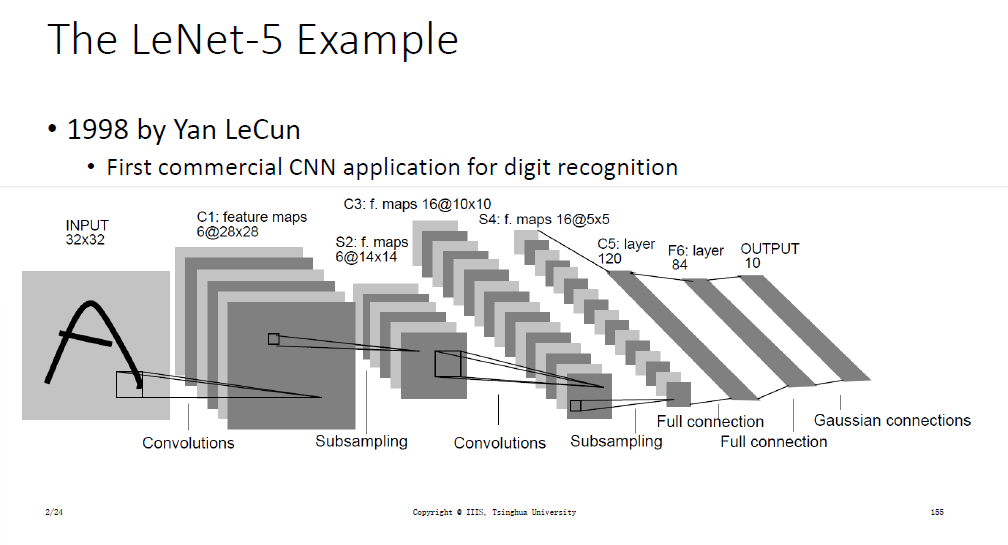 The LeNet-5 Example
• 1998 by Yan LeCun
• First commercial CNN application for digit recognition
INPUT
32x32
C1: feature maps
6@28x28
S2: f. maps
6@14x14
C3: f. maps 16@10x10
S4: f. maps 16@5x5
C5: layer
120
F6: layer
84
OUTPUT
10
A
Convolutions
Subsampling
Convolutions
Subsampling
Full connection
Full connection
Gaussian connections
2/24
Copyright © IIIS, Tsinghua University
155